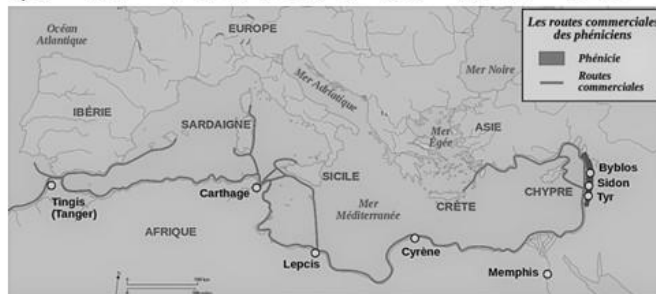 Océan
Atlantique
EUROPE
Les routes commerciales
des phéniciens
Phénicie
Routes
commerciales
Mer Noire
Mer Adriatique
IBÉRIE
SARDAIGNE
Mer
Égée
ASIE
Byblos
Sidon
Tyr
SICILE
CHYPRE
Carthage
Tingis
(Tanger)
Mer
Méditerranée
CRÈTE
AFRIQUE
Cyrène
Lepcis
Memphis